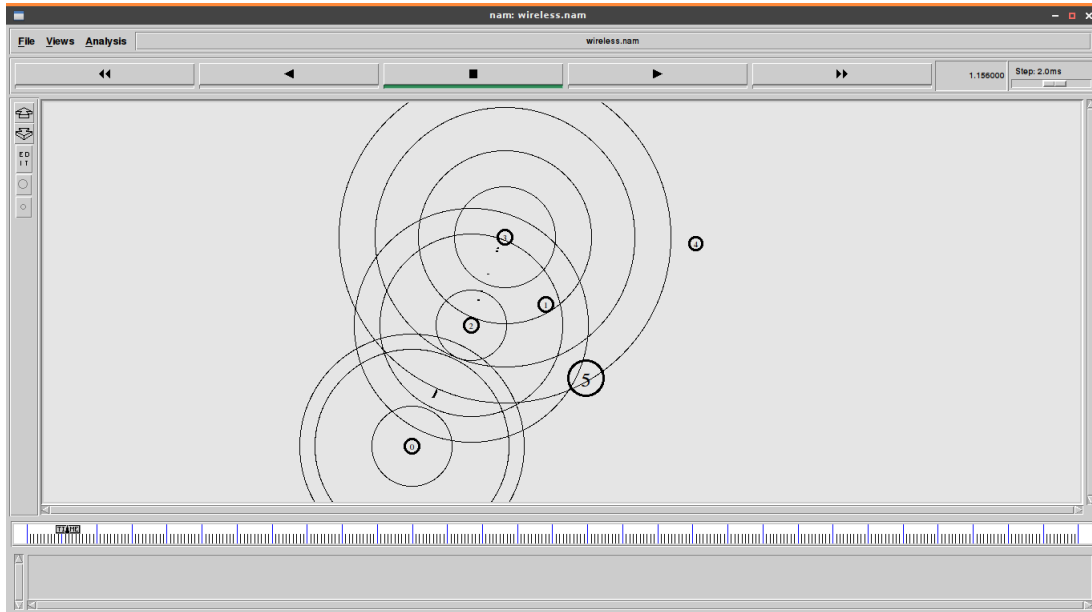 nam: wireless.nam
File Views Analysis wireless.nam
1.156000 Step: 2.0ms
ED
IT
3
4
1
2
5
0
TIME